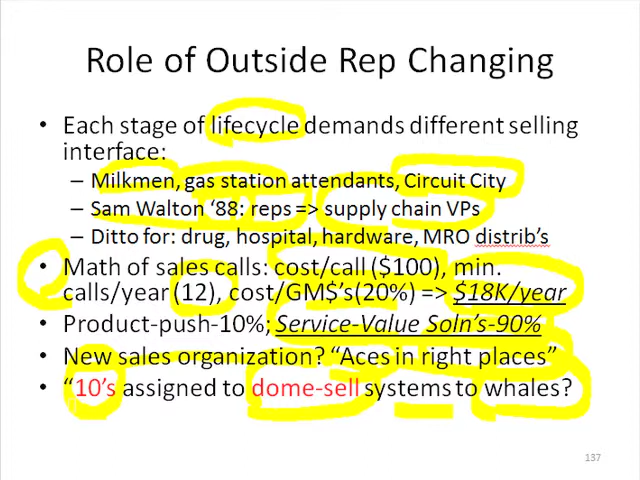 Role of Outside Rep Changing
• Each stage of lifecycle demands different selling
interface:
– Milkmen, gas station attendants, Circuit City
– Sam Walton '88: reps => supply chain VPs
– Ditto for: drug, hospital, hardware, MRO distrib's
• Math of sales calls: cost/call ($100), min.
calls/year (12), cost/GM$'s(20%) => $18K/year
• Product-push-10%; Service-Value Soln's-90%
• New sales organization? "Aces in right places"
• "10's assigned to dome-sell systems to whales?
137